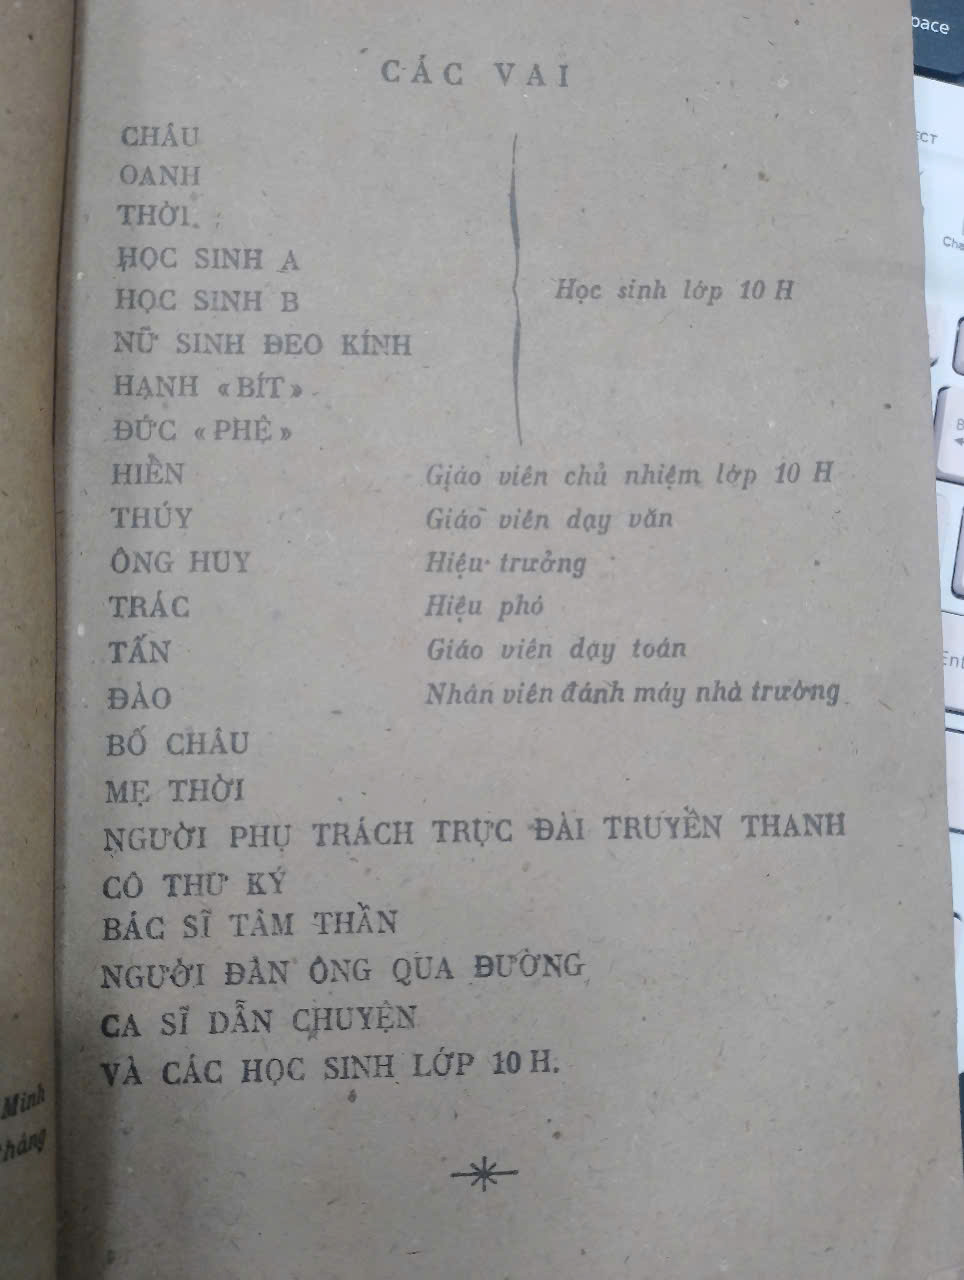 CÁC VAI
CHÂU
OANH
THỜI
HỌC SINH A
HỌC SINH B
NỮ SINH ĐEO KÍNH
HẠNH «BÍT»
ĐỨC «PHỆ»
Học sinh lớp 10 H
HIỀN Giáo viên chủ nhiệm lớp 10 H
THÚY Giáo viên dạy văn
ÔNG HUY Hiệu trưởng
TRÁC Hiệu phó
TẤN Giáo viên dạy toán
ĐÀO Nhân viên đánh máy nhà trường
BỐ CHÂU
MẸ THỜI
NGƯỜI PHỤ TRÁCH TRỰC ĐÀI TRUYỀN THANH
CÔ THƯ KÝ
BÁC SĨ TÂM THẦN
NGƯỜI ĐÀN ÔNG QUA ĐƯỜNG
CA SĨ DẪN CHUYỆN
VÀ CÁC HỌC SINH LỚP 10 H.
Minh